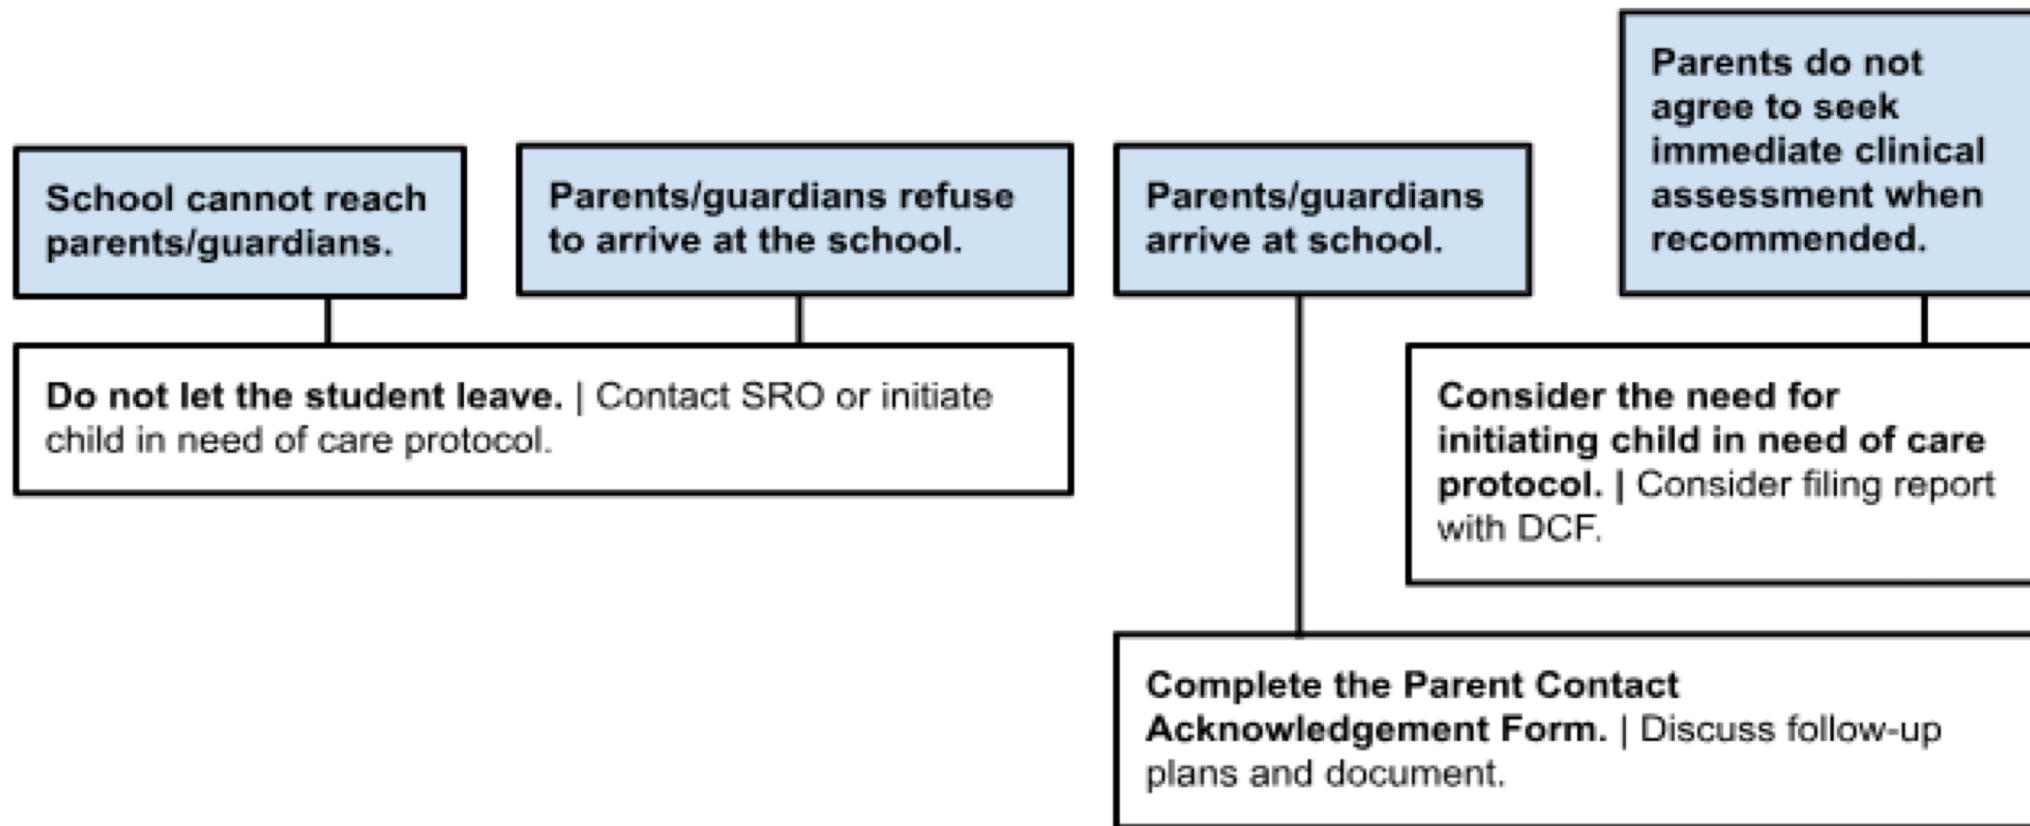 School cannot reach
parents/guardians.
Parents/guardians refuse
to arrive at the school.
Parents/guardians
arrive at school.
Parents do not
agree to seek
immediate clinical
assessment when
recommended.
Do not let the student leave. | Contact SRO or initiate
child in need of care protocol.
Consider the need for
initiating child in need of care
protocol. | Consider filing report
with DCF.
Complete the Parent Contact
Acknowledgement Form. | Discuss follow-up
plans and document.